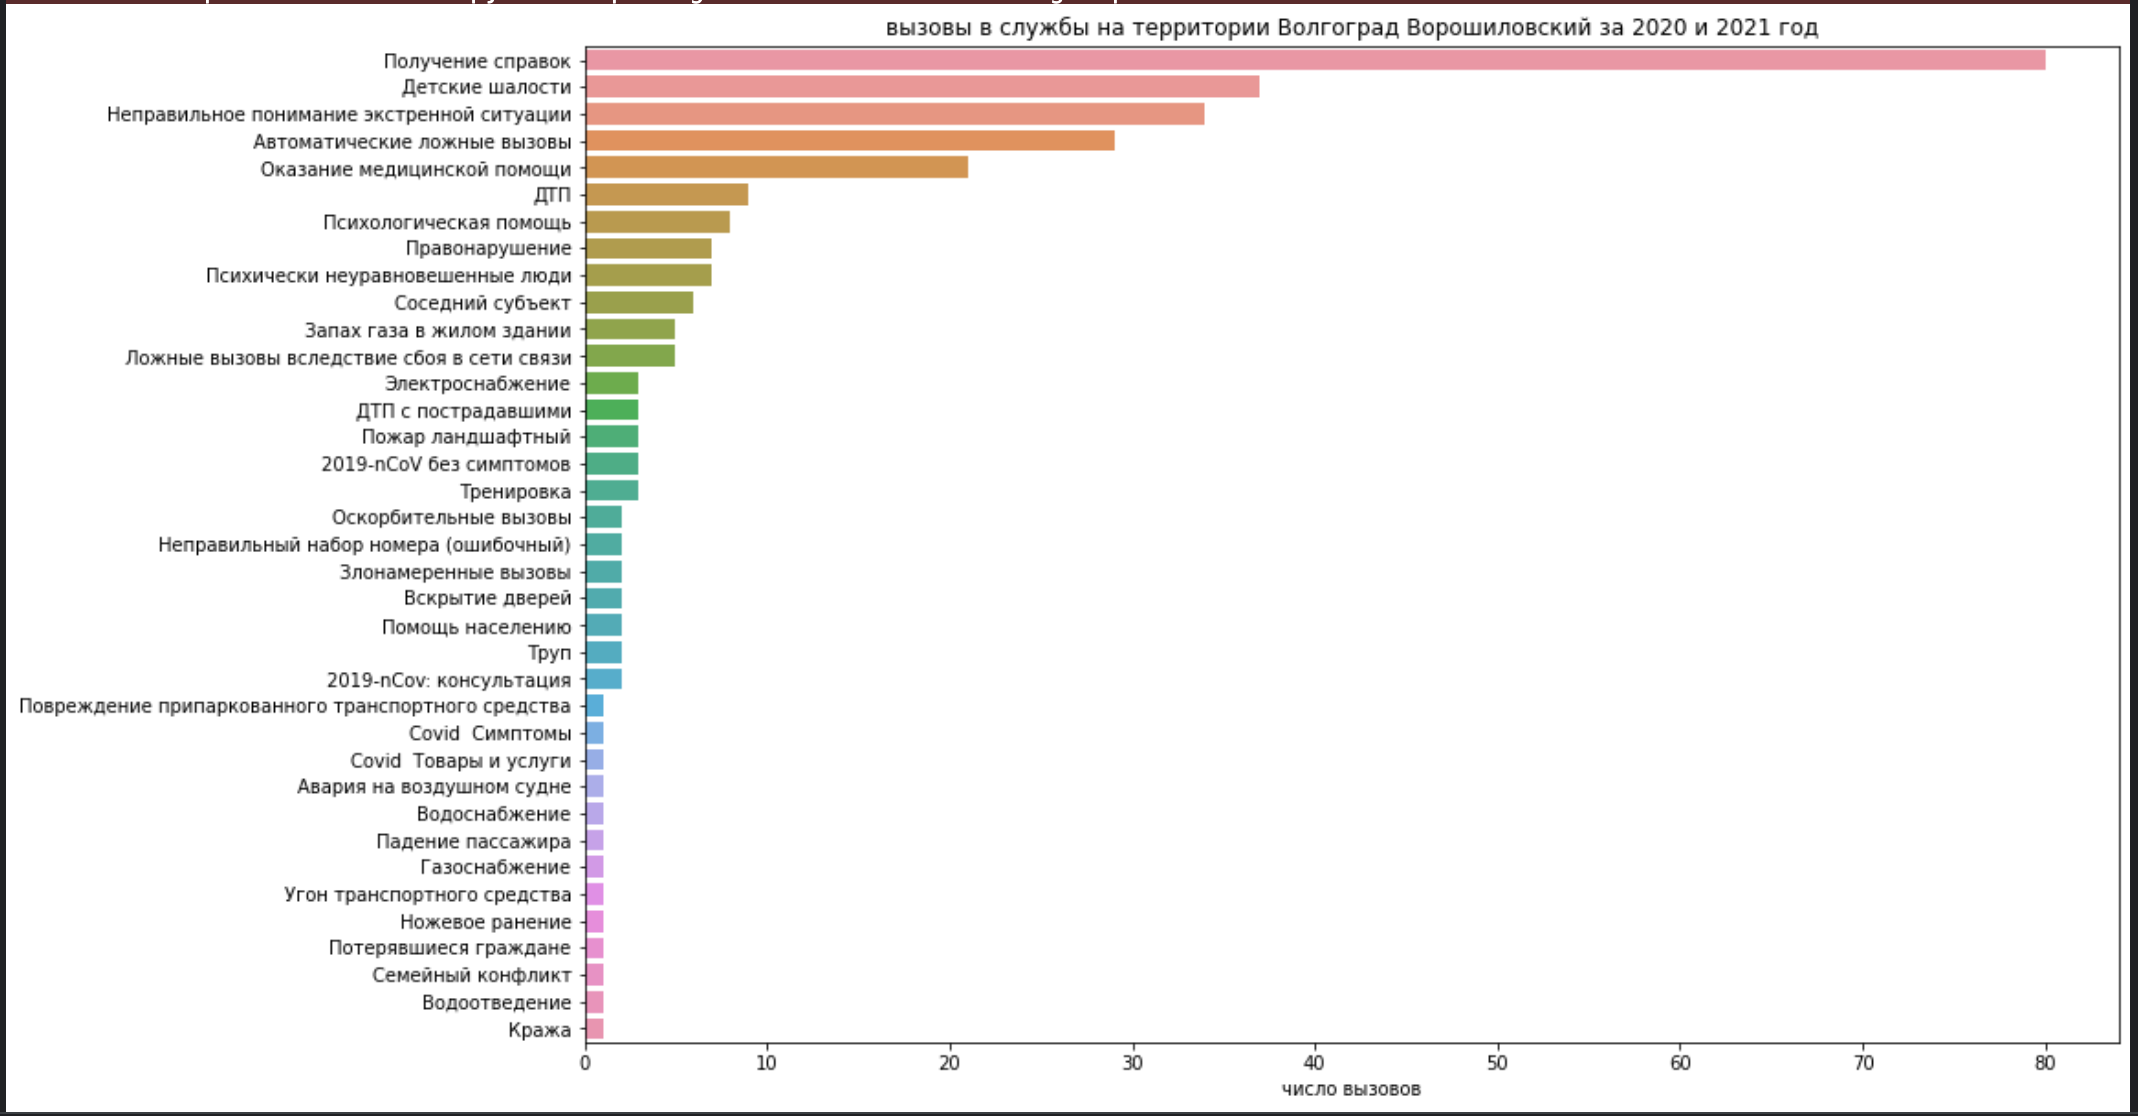 вызовы в службы на территории Волгоград Ворошиловский за 2020 и 2021 год
Получение справок
Детские шалости
Неправильное понимание экстренной ситуации
Автоматические ложные вызовы
Оказание медицинской помощи
ДТП
Психологическая помощь
Правонарушение
Психически неуравновешенные люди
Соседний субъект
Запах газа в жилом здании
Ложные вызовы вследствие сбоя в сети связи
Электроснабжение
ДТП с пострадавшими
Пожар ландшафтный
2019-nCoV без симптомов
Тренировка
Оскорбительные вызовы
Неправильный набор номера (ошибочный)
Злонамеренные вызовы
Вскрытие дверей
Помощь населению
Труп
2019-nCov: консультация
Повреждение припаркованного транспортного средства
Covid  Симптомы
Covid  Товары и услуги
Авария на воздушном судне
Водоснабжение
Падение пассажира
Газоснабжение
Угон транспортного средства
Ножевое ранение
Потерявшиеся граждане
Семейный конфликт
Водоотведение
Кража
0 10 20 30 40 50 60 70 80
число вызовов